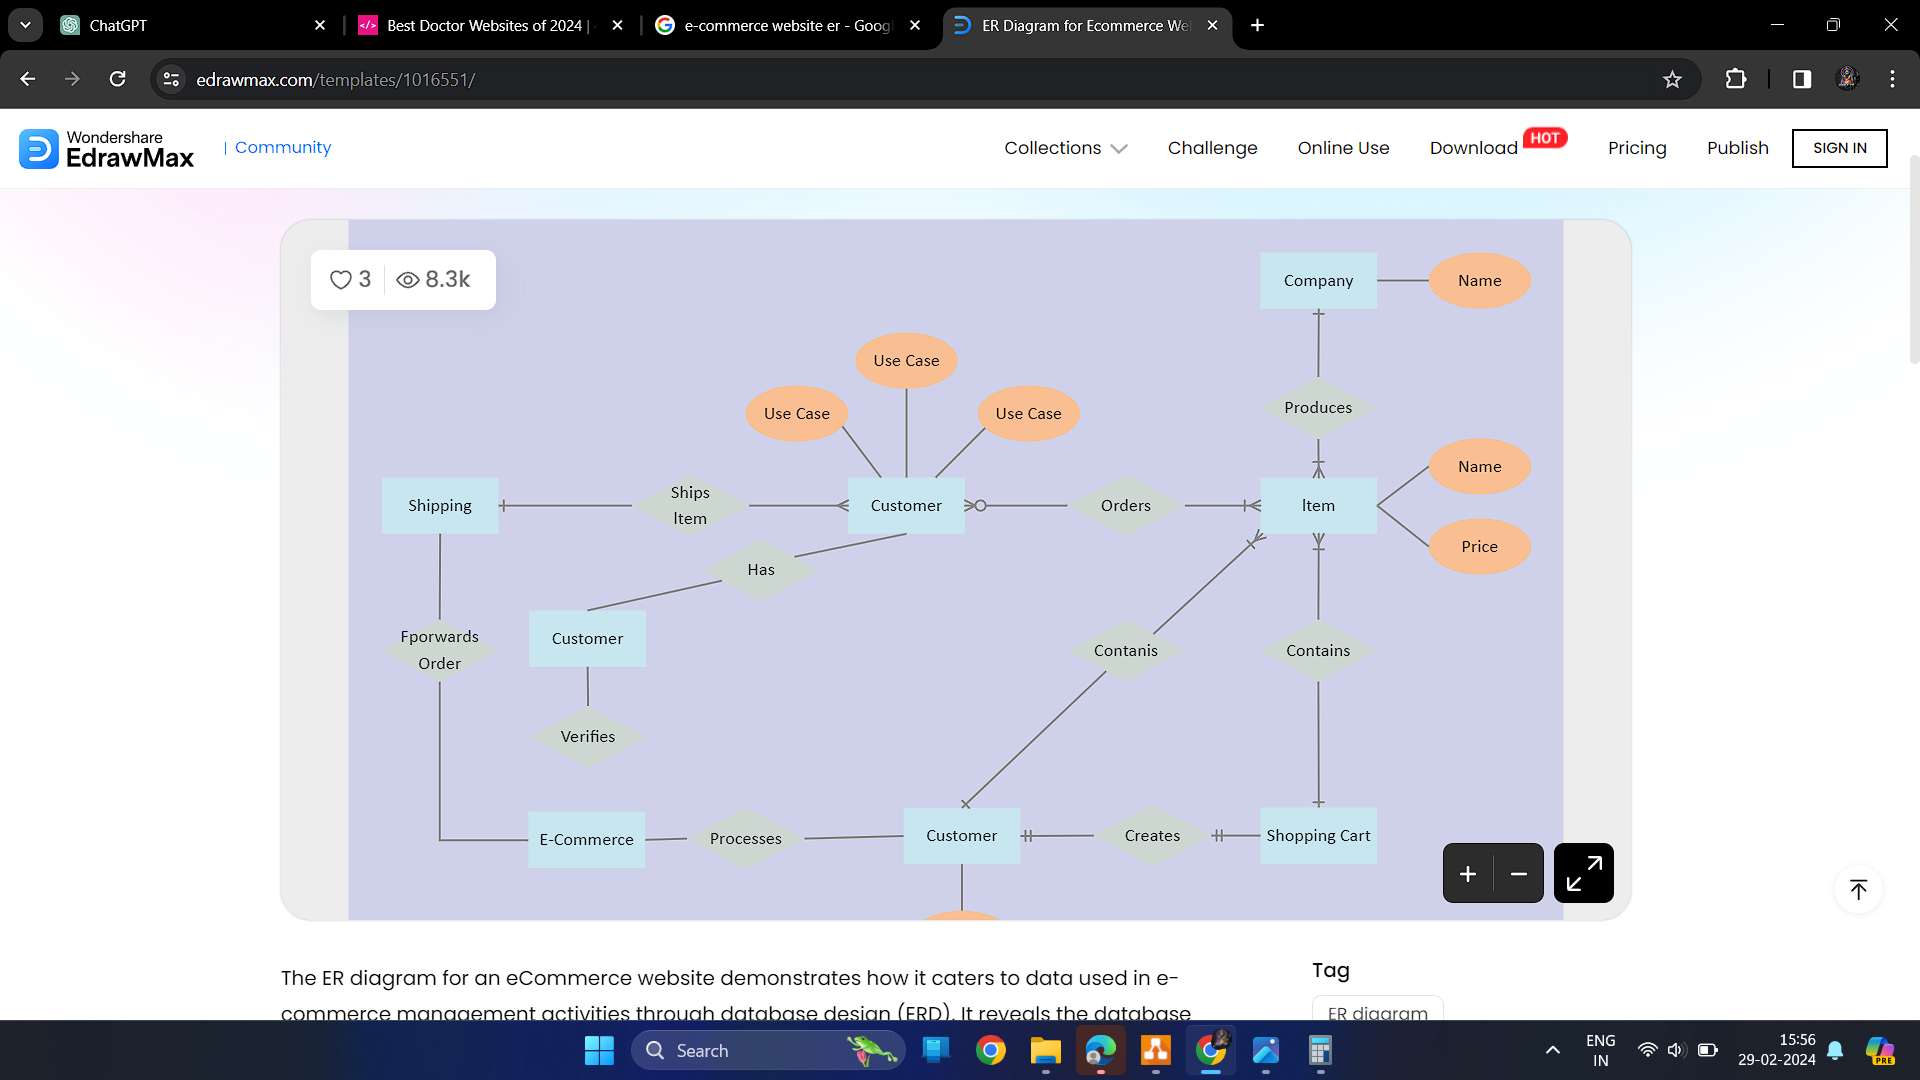 ChatGPT
Best Doctor Websites of 2024 |
e-commerce website er - Goog
ER Diagram for Ecommerce We
edrawmax.com/templates/1016551/
Wondershare
EdrawMax
| Community
Collections
Challenge
Online Use
Download
HOT
Pricing
Publish
SIGN IN
3
8.3k
Company
Name
Use Case
Use Case
Use Case
Produces
Name
Shipping
Ships
Item
Customer
Orders
Item
Price
Has
Fporwards
Order
Customer
Contanis
Contains
Verifies
E-Commerce
Processes
Customer
Creates
Shopping Cart
The ER diagram for an eCommerce website demonstrates how it caters to data used in e-
commerce management activities through database design (ERD). It reveals the database
Tag
ER diagram
Search
ENG
IN
15:56
29-02-2024
PRE